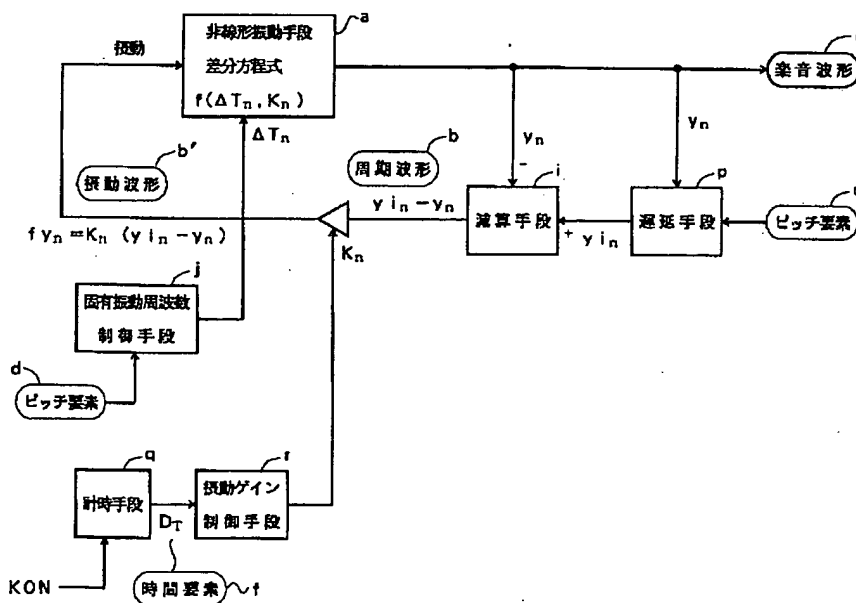 a
非線形振動手段
差分方程式
f(ΔTn, Kn)
摂動
楽音波形
ΔTn
yn
-
yn
b'
摂動波形
b
周期波形
i
減算手段
p
遅延手段
ピッチ要素
yin-yn
+ yin
fyn=Kn (yin-yn)
Kn
j
固有振動周波数
制御手段
d
ピッチ要素
q
計時手段
r
摂動ゲイン
制御手段
DT
KON
時間要素
f